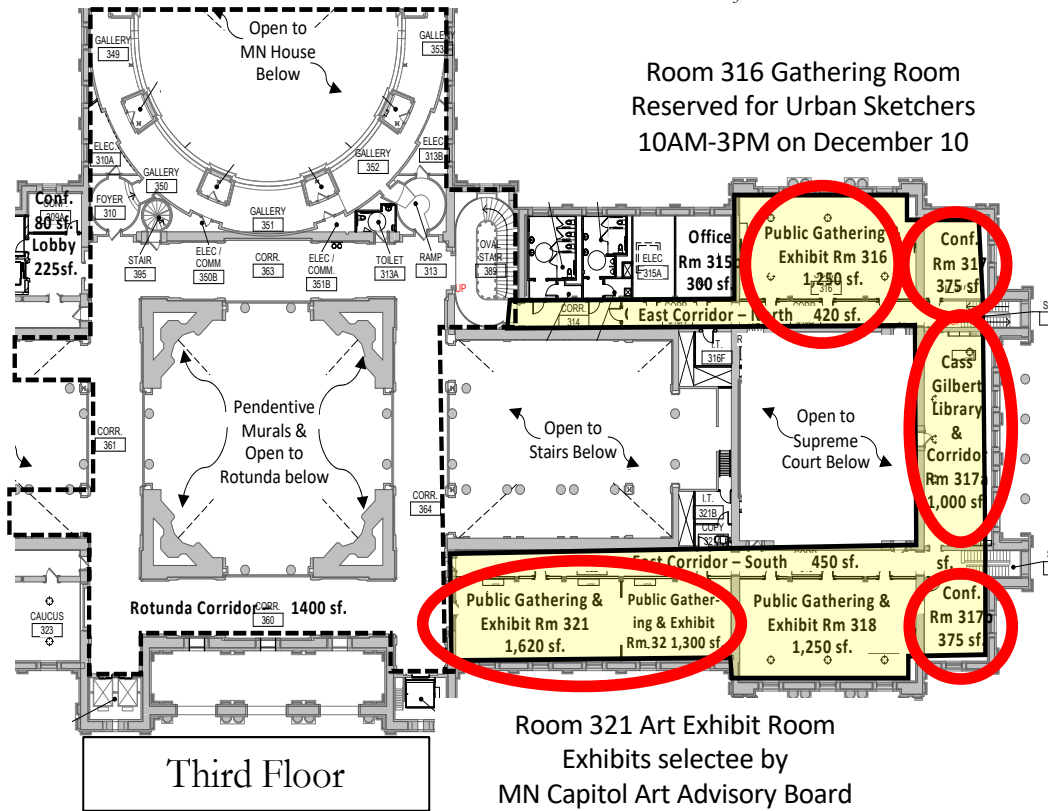 Open to
MN House
Below
GALLERY
349
GALLERY
353
Room 316 Gathering Room
Reserved for Urban Sketchers
10AM-3PM on December 10
ELEC.
310A
ELEC
313B
GALLERY
350
GALLERY
352
FOYER
310
GALLERY
351
Conf.
309A
80 sf.
Lobby
225sf.
STAIR
395
ELEC /
COMM
350B
CORR.
363
ELEC /
COMM.
351B
TOILET
313A
RAMP
313
OVAL
STAIR
389
UP
ELEC
315A
Office
Rm 315b
300 sf.
Public Gathering
Exhibit Rm 316
1,250 sf.
316
Conf.
Rm 317
375 sf
CORR.
314
East Corridor – North 420 sf.
I.T.
316F
Cass
Gilbert
Library
&
Corridor
Rm 317a
1,000 sf
Pendentive
Murals &
Open to
Rotunda below
CORR.
361
Open to
Stairs Below
Open to
Supreme
Court Below
CORR.
364
I.T.
321B
COPY
East Corridor – South 450 sf.
sf.
CAUCUS
323
Rotunda Corridor 1400 sf.
CORR.
360
Public Gathering &
Exhibit Rm 321
1,620 sf.
Public Gather-
ing & Exhibit
Rm.32 1,300 sf
Public Gathering &
Exhibit Rm 318
1,250 sf.
Conf.
Rm 317b
375 sf.
Third Floor
Room 321 Art Exhibit Room
Exhibits selectee by
MN Capitol Art Advisory Board